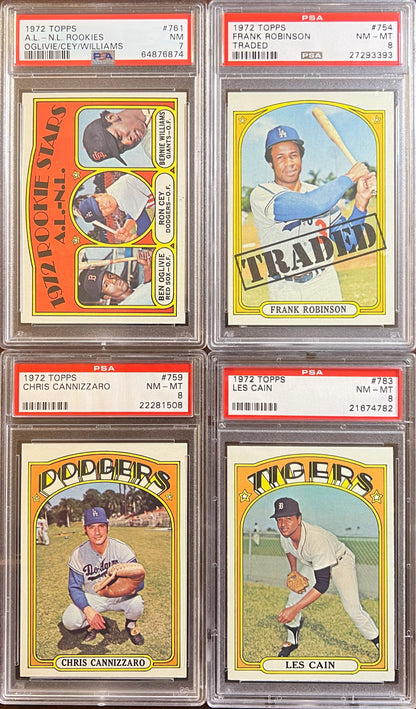 1972 TOPPS #761
A.L. - N.L. ROOKIES NM
OGLIVIE/CEY/WILLIAMS 7
PSA 64876874
1972 ROOKIE STARS
A.L.-N.L.
BERNIE WILLIAMS
GIANTS-O.F.
RON CEY
DODGERS-O.F.
BEN OGLIVIE
RED SOX-O.F.
PSA
1972 TOPPS #754
FRANK ROBINSON NM - MT
TRADED 8
PSA 27293393
TRADED
FRANK ROBINSON
PSA
1972 TOPPS #759
CHRIS CANNIZZARO NM - MT
8
22281508
DODGERS
Dodgers
CHRIS CANNIZZARO
PSA
1972 TOPPS #783
LES CAIN NM - MT
8
21674782
TIGERS
LES CAIN